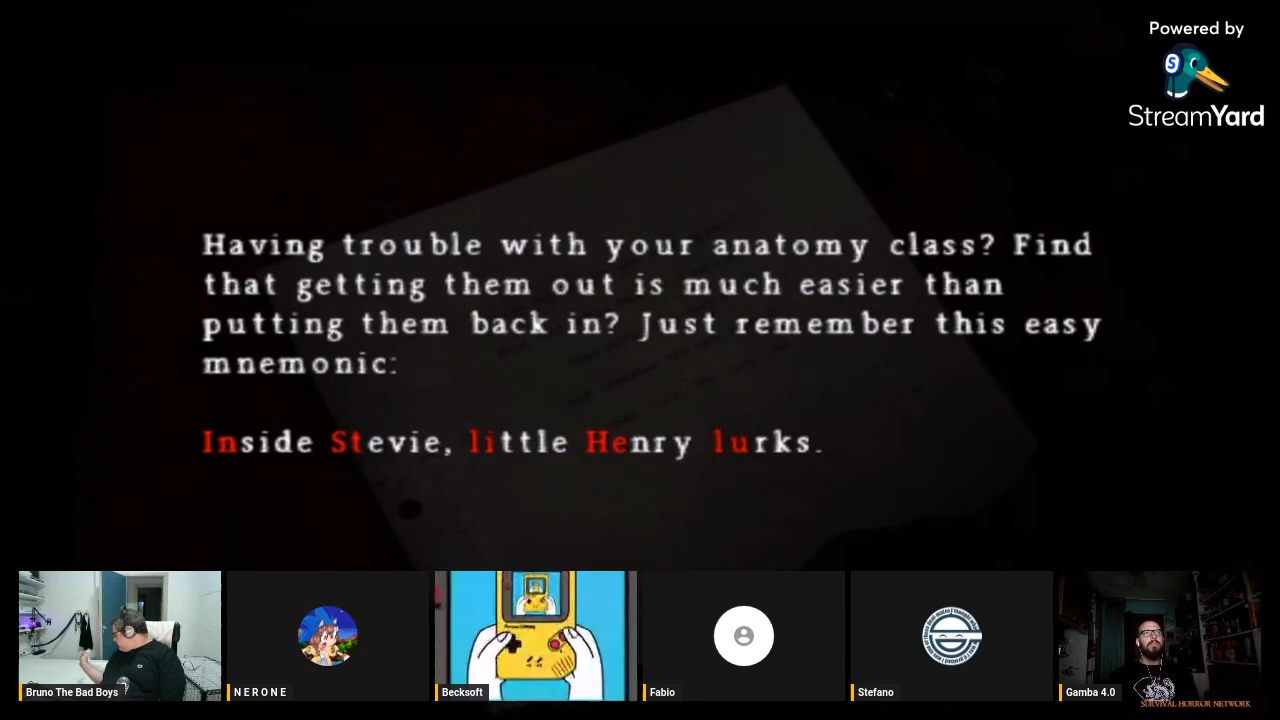 Powered by
StreamYard
Having trouble with your anatomy class? Find
that getting them out is much easier than
putting them back in? Just remember this easy
mnemonic:
Inside Stevie, little Henry lurks.
Bruno The Bad Boys
N E R O N E
Becksoft
Fabio
Stefano
Gamba 4.0
SURVIVAL HORROR NETWORK